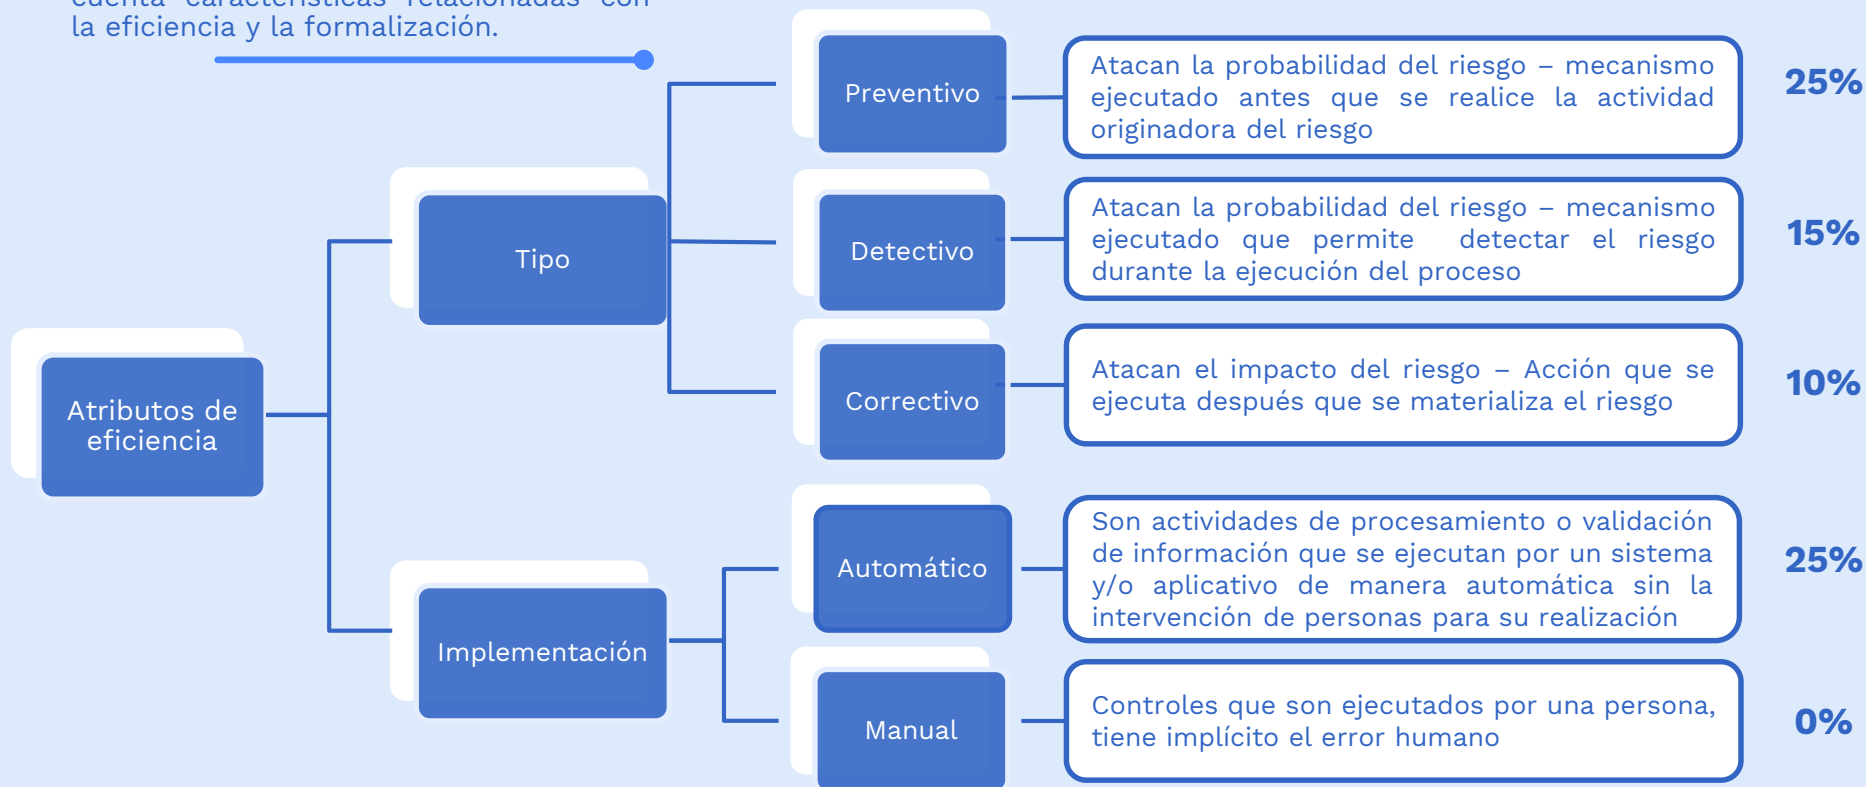 cuenta características relacionadas con
la eficiencia y la formalización.
Atributos de
eficiencia
Tipo
Preventivo
Atacan la probabilidad del riesgo – mecanismo
ejecutado antes que se realice la actividad
originadora del riesgo
25%
Detectivo
Atacan la probabilidad del riesgo – mecanismo
ejecutado que permite detectar el riesgo
durante la ejecución del proceso
15%
Correctivo
Atacan el impacto del riesgo – Acción que se
ejecuta después que se materializa el riesgo
10%
Implementación
Automático
Son actividades de procesamiento o validación
de información que se ejecutan por un sistema
y/o aplicativo de manera automática sin la
intervención de personas para su realización
25%
Manual
Controles que son ejecutados por una persona,
tiene implícito el error humano
0%